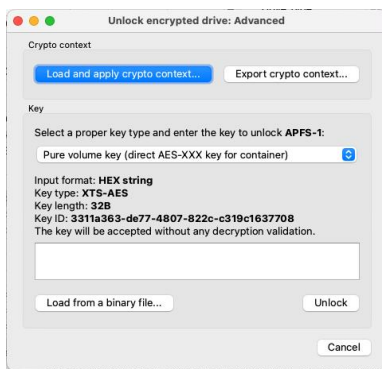 Unlock encrypted drive: Advanced
Crypto context
Load and apply crypto context...
Export crypto context...
Key
Select a proper key type and enter the key to unlock APFS-1:
Pure volume key (direct AES-XXX key for container)
Input format: HEX string
Key type: XTS-AES
Key length: 32B
Key ID: 3311a363-de77-4807-822c-c319c1637708
The key will be accepted without any decryption validation.
Load from a binary file...
Unlock
Cancel